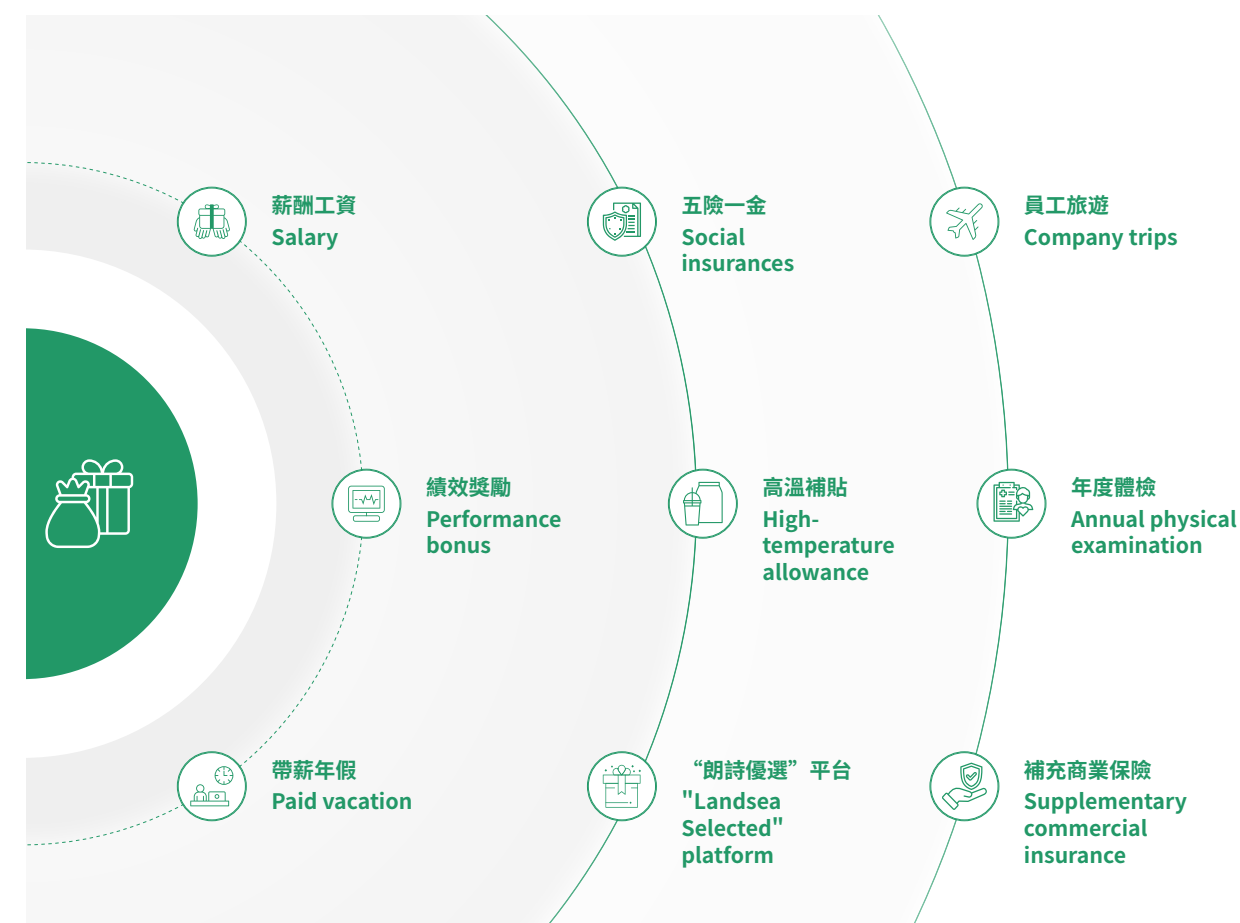 薪酬工資
Salary
五險一金
Social
insurances
員工旅遊
Company trips
績效獎勵
Performance
bonus
高溫補貼
High-
temperature
allowance
年度體檢
Annual physical
examination
帶薪年假
Paid vacation
“朗詩優選”平台
"Landsea
Selected"
platform
補充商業保險
Supplementary
commercial
insurance